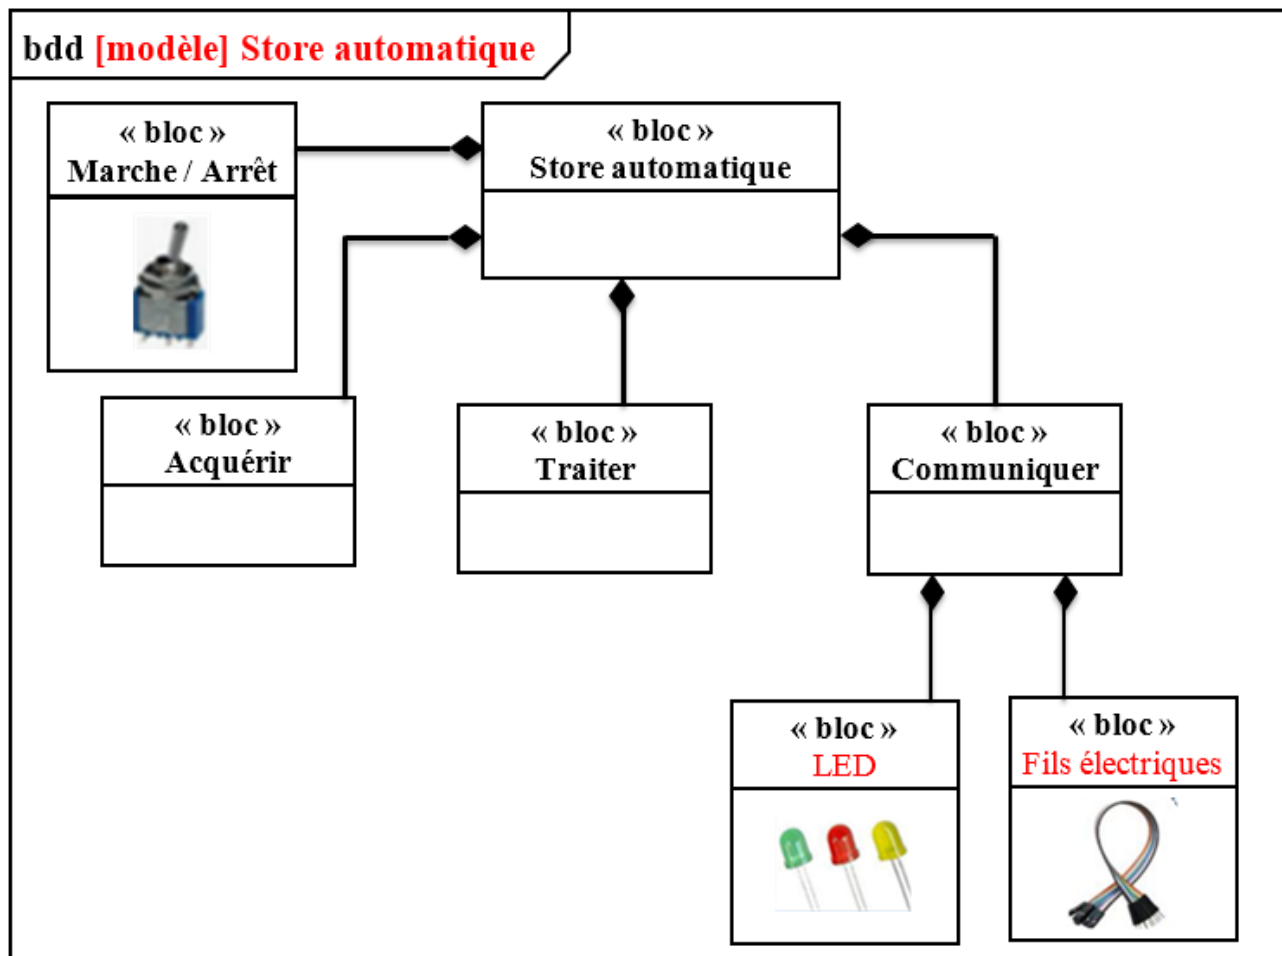 bdd [modèle] Store automatique
« bloc »
Marche / Arrêt
« bloc »
Store automatique
« bloc »
Acquérir
« bloc »
Traiter
« bloc »
Communiquer
« bloc »
LED
« bloc »
Fils électriques